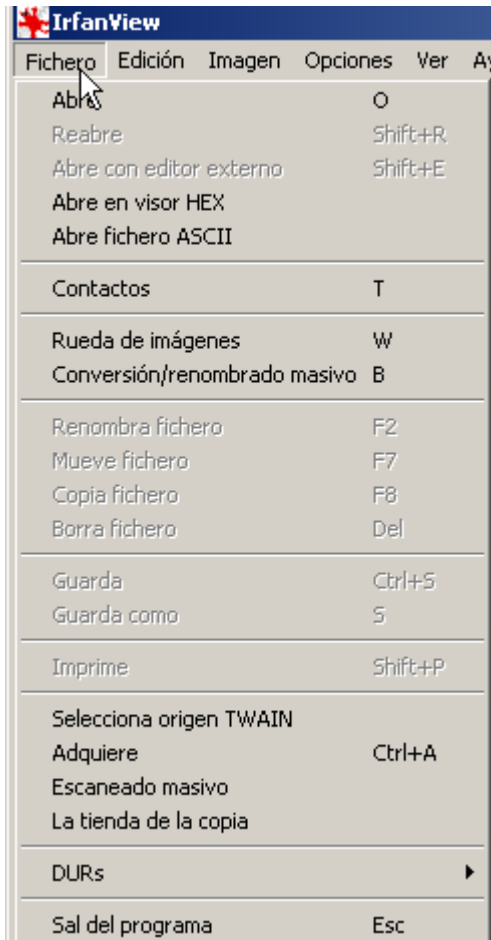 IrfanView
Fichero Edición Imagen Opciones Ver
Abre O
Reabre Shift+R
Abre con editor externo Shift+E
Abre en visor HEX
Abre fichero ASCII
Contactos T
Rueda de imágenes W
Conversión/renombrado masivo B
Renombra fichero F2
Mueve fichero F7
Copia fichero F8
Borra fichero Del
Guarda Ctrl+S
Guarda como S
Imprime Shift+P
Selecciona origen TWAIN
Adquiere Ctrl+A
Escaneado masivo
La tienda de la copia
DURs
Sal del programa Esc